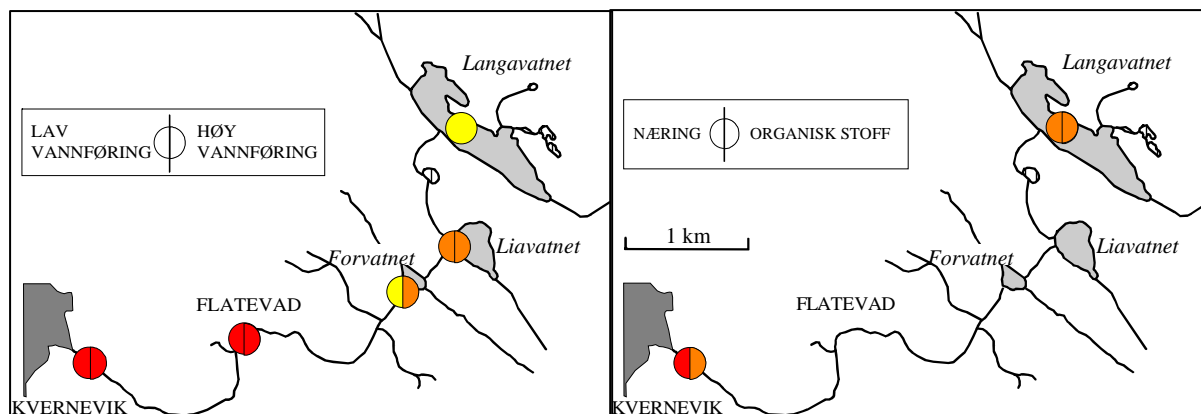 Langavatnet
LAV
VANNFØRING
HØY
VANNFØRING
Forvatnet
Liavatnet
FLATEVAD
KVERNEVIK
Langavatnet
NÆRING
ORGANISK STOFF
1 km
Forvatnet
Liavatnet
FLATEVAD
KVERNEVIK